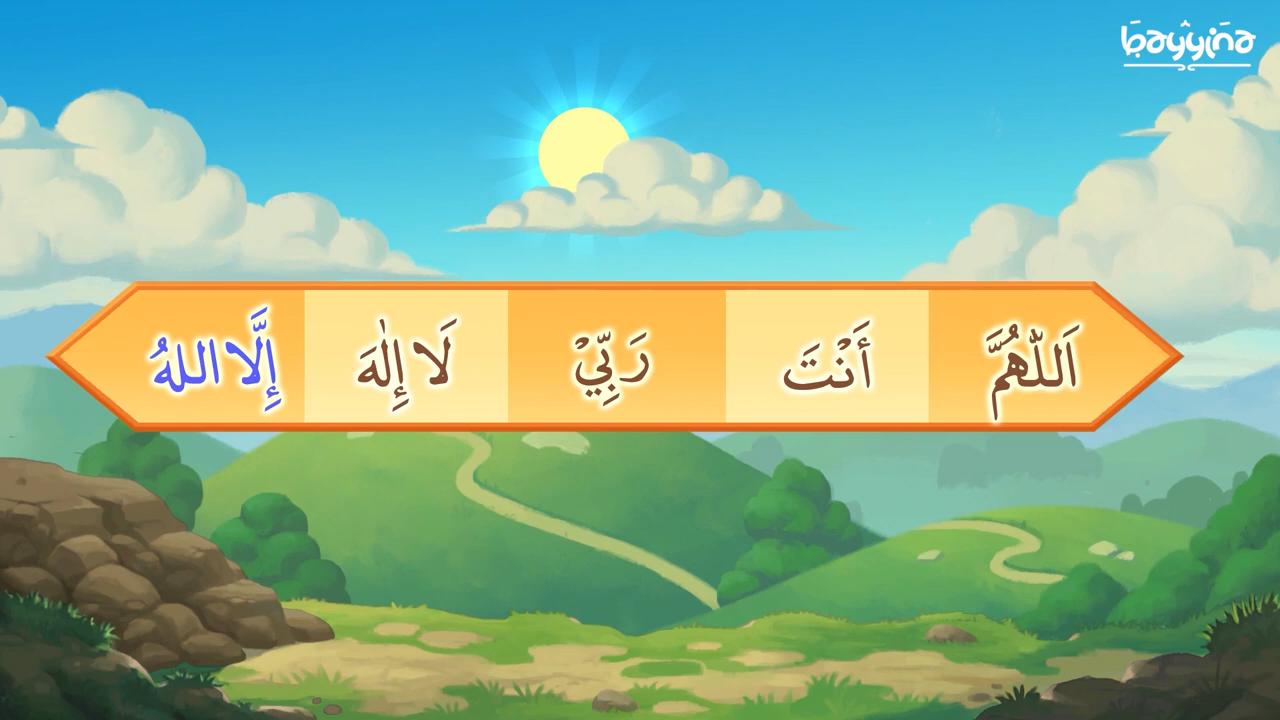 bayyina
اَللّٰهُمَّ أَنْتَ رَبِّيْ لَا إِلٰهَ إِلَّا اللهُ